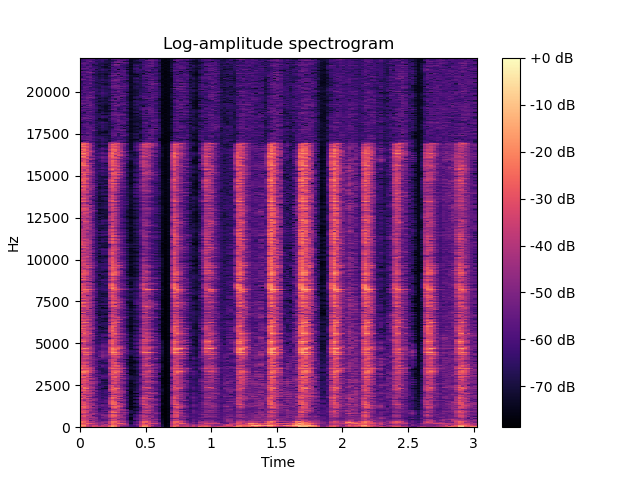 Log-amplitude spectrogram
Hz
20000
17500
15000
12500
10000
7500
5000
2500
0
0 0.5 1 1.5 2 2.5 3
Time
+0 dB
-10 dB
-20 dB
-30 dB
-40 dB
-50 dB
-60 dB
-70 dB